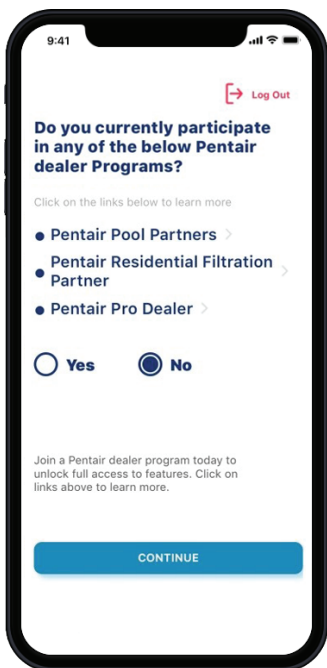 9:41
Log Out
Do you currently participate
in any of the below Pentair
dealer Programs?
Click on the links below to learn more
Pentair Pool Partners
Pentair Residential Filtration
Partner
Pentair Pro Dealer
Yes No
Join a Pentair dealer program today to
unlock full access to features. Click on
links above to learn more.
CONTINUE